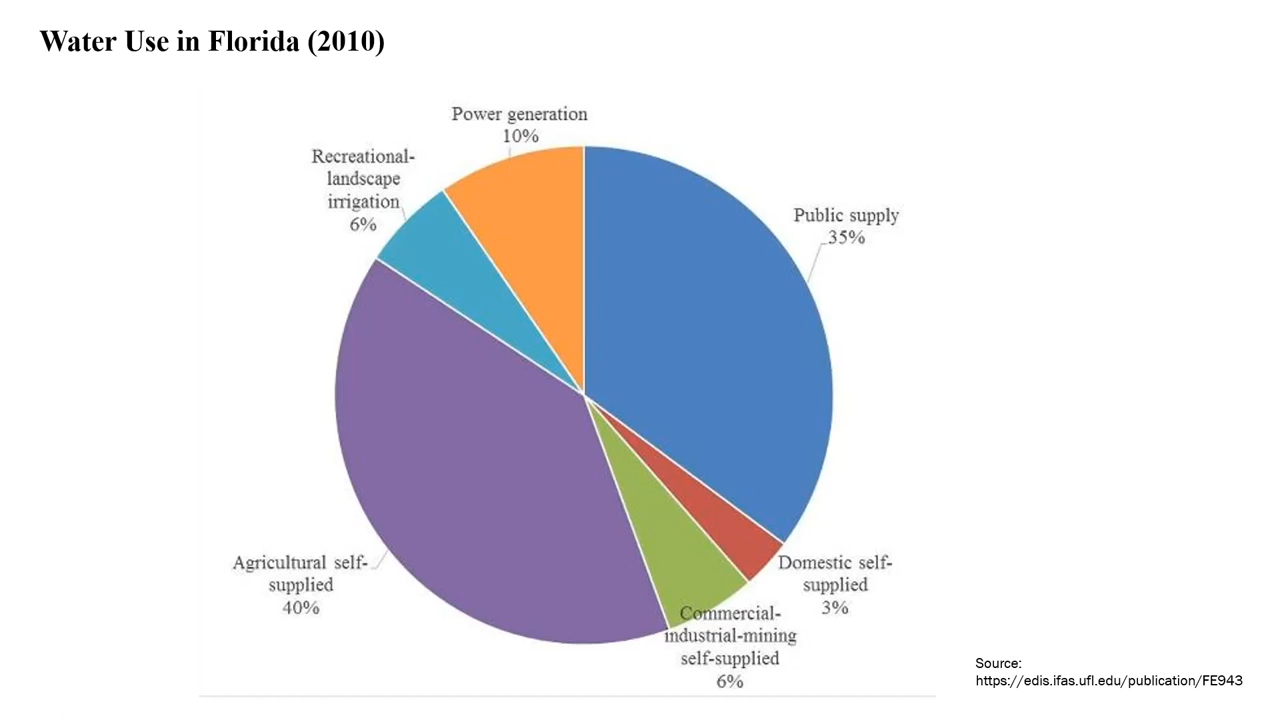 Water Use in Florida (2010)
Power generation
10%
Recreational-
landscape
irrigation
6%
Public supply
35%
Agricultural self-
supplied
40%
Domestic self-
supplied
3%
Commercial-
industrial-mining
self-supplied
6%
Source:
https://edis.ifas.ufl.edu/publication/FE943